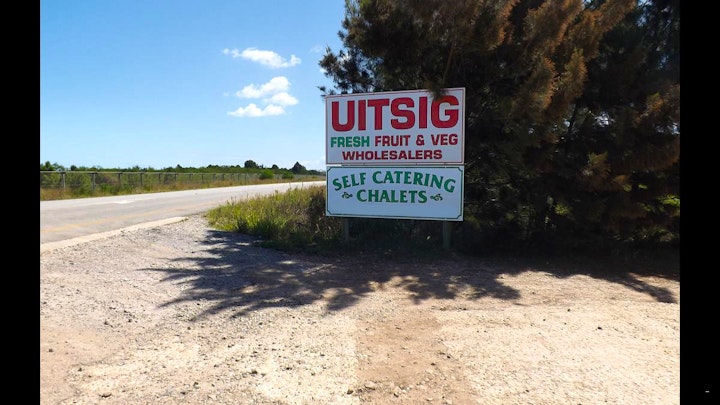 UITSIG
FRESH FRUIT & VEG
WHOLESALERS
SELF CATERING
CHALETS